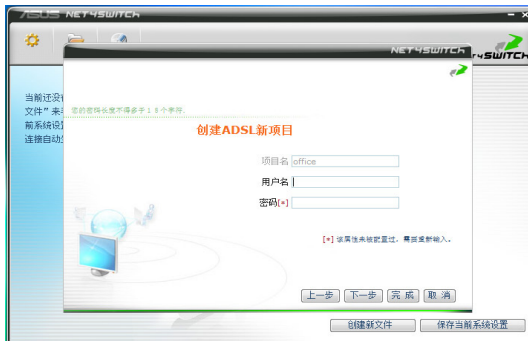 ASUS NET4SWITCH
NET4SWITCH
4SWITCH
当前还没
文件”来
前系统设
连接自动
您的密码长度不得多于18个字符.
创建ADSL新项目
项目名 office
用户名
密码[*]
[*] 该属性未被配置过，需要重新输入.
上一步 下一步 完成 取消
创建新文件 保存当前系统设置